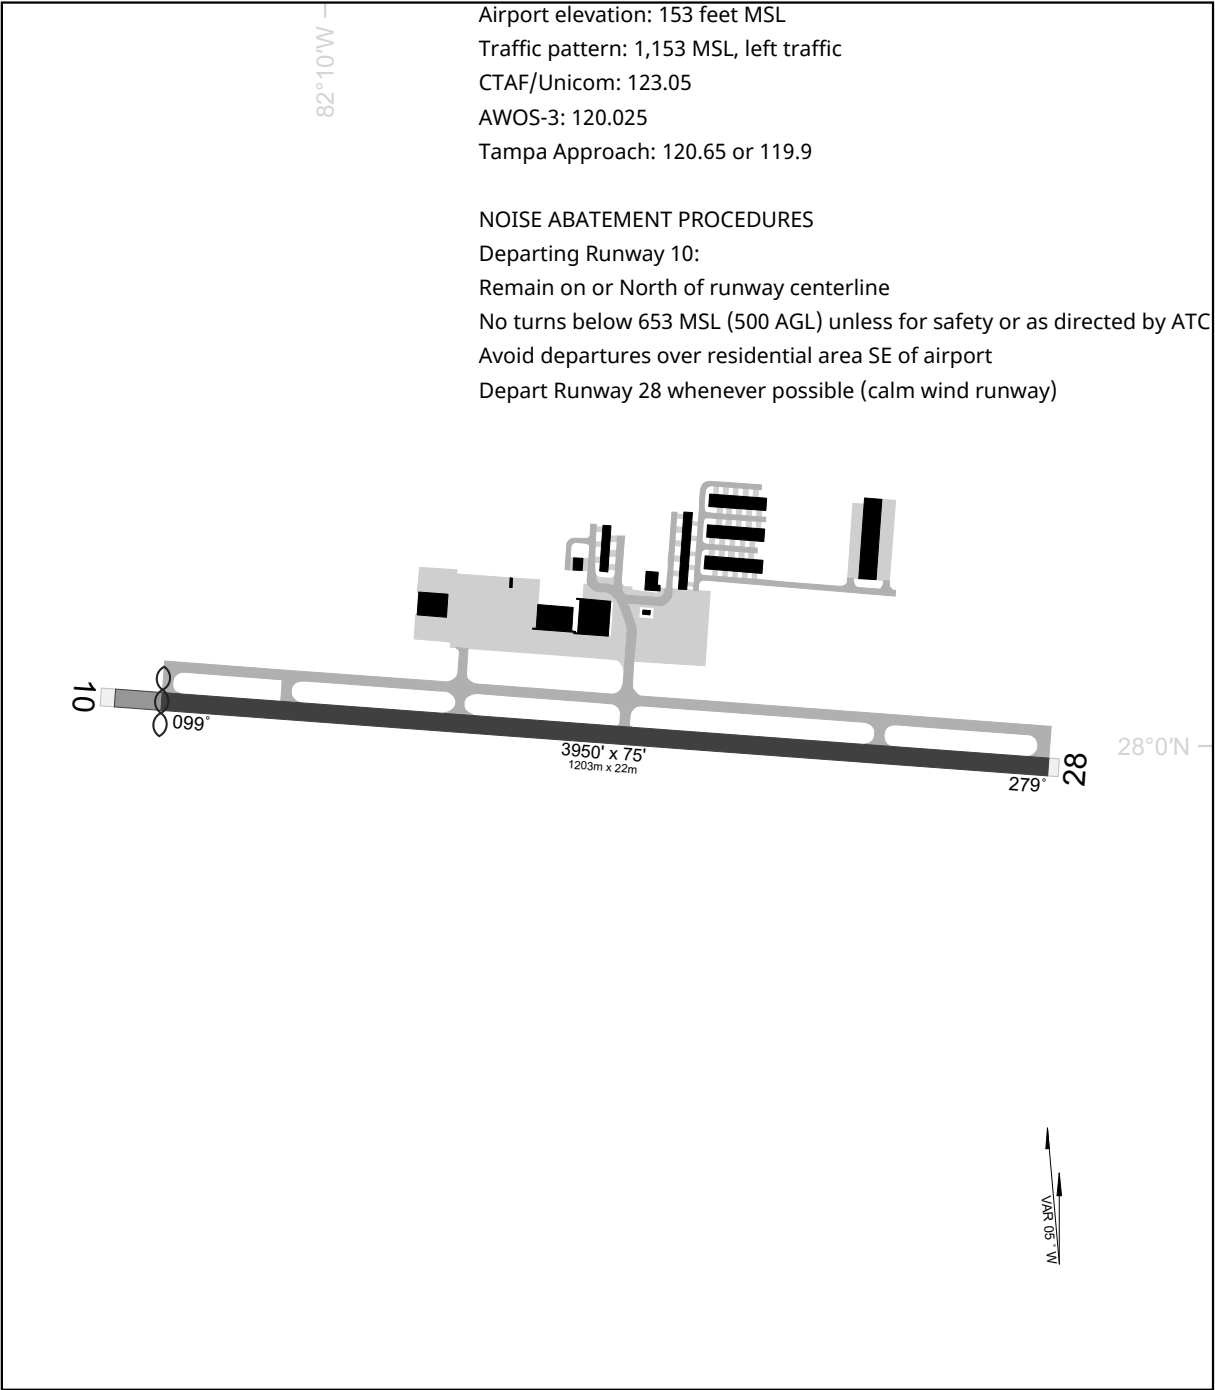 82°10'W
Airport elevation: 153 feet MSL
Traffic pattern: 1,153 MSL, left traffic
CTAF/Unicom: 123.05
AWOS-3: 120.025
Tampa Approach: 120.65 or 119.9
NOISE ABATEMENT PROCEDURES
Departing Runway 10:
Remain on or North of runway centerline
No turns below 653 MSL (500 AGL) unless for safety or as directed by ATC
Avoid departures over residential area SE of airport
Depart Runway 28 whenever possible (calm wind runway)
10
099°
3950' x 75'
1203m x 22m
28°0'N
28
279°
VAR 05° W